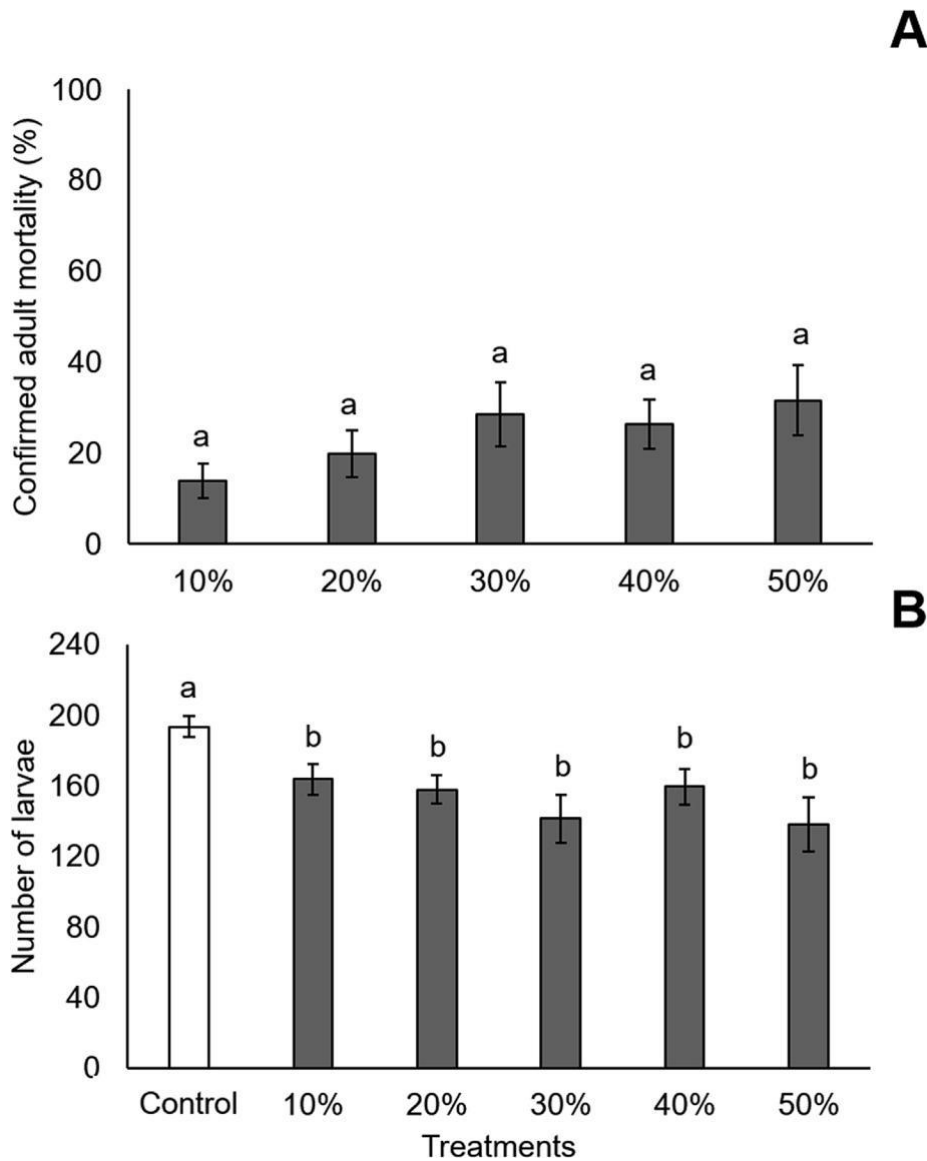 A
Confirmed adult mortality (%)
100
80
60
40
20
0
a
a
a
a
a
10%
20%
30%
40%
50%
B
Number of larvae
240
200
160
120
80
40
0
a
b
b
b
b
b
Control
10%
20%
30%
40%
50%
Treatments